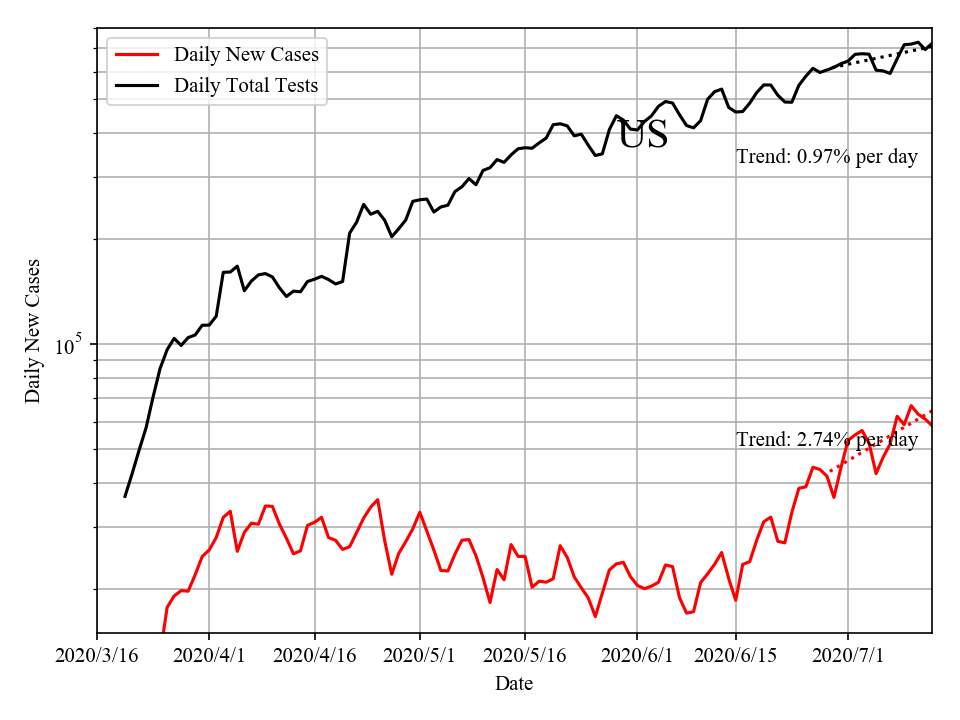 Daily New Cases
Daily Total Tests
US
Trend: 0.97% per day
Trend: 2.74% per day
Daily New Cases
10^5
2020/3/16 2020/4/1 2020/4/16 2020/5/1 2020/5/16 2020/6/1 2020/6/15 2020/7/1
Date